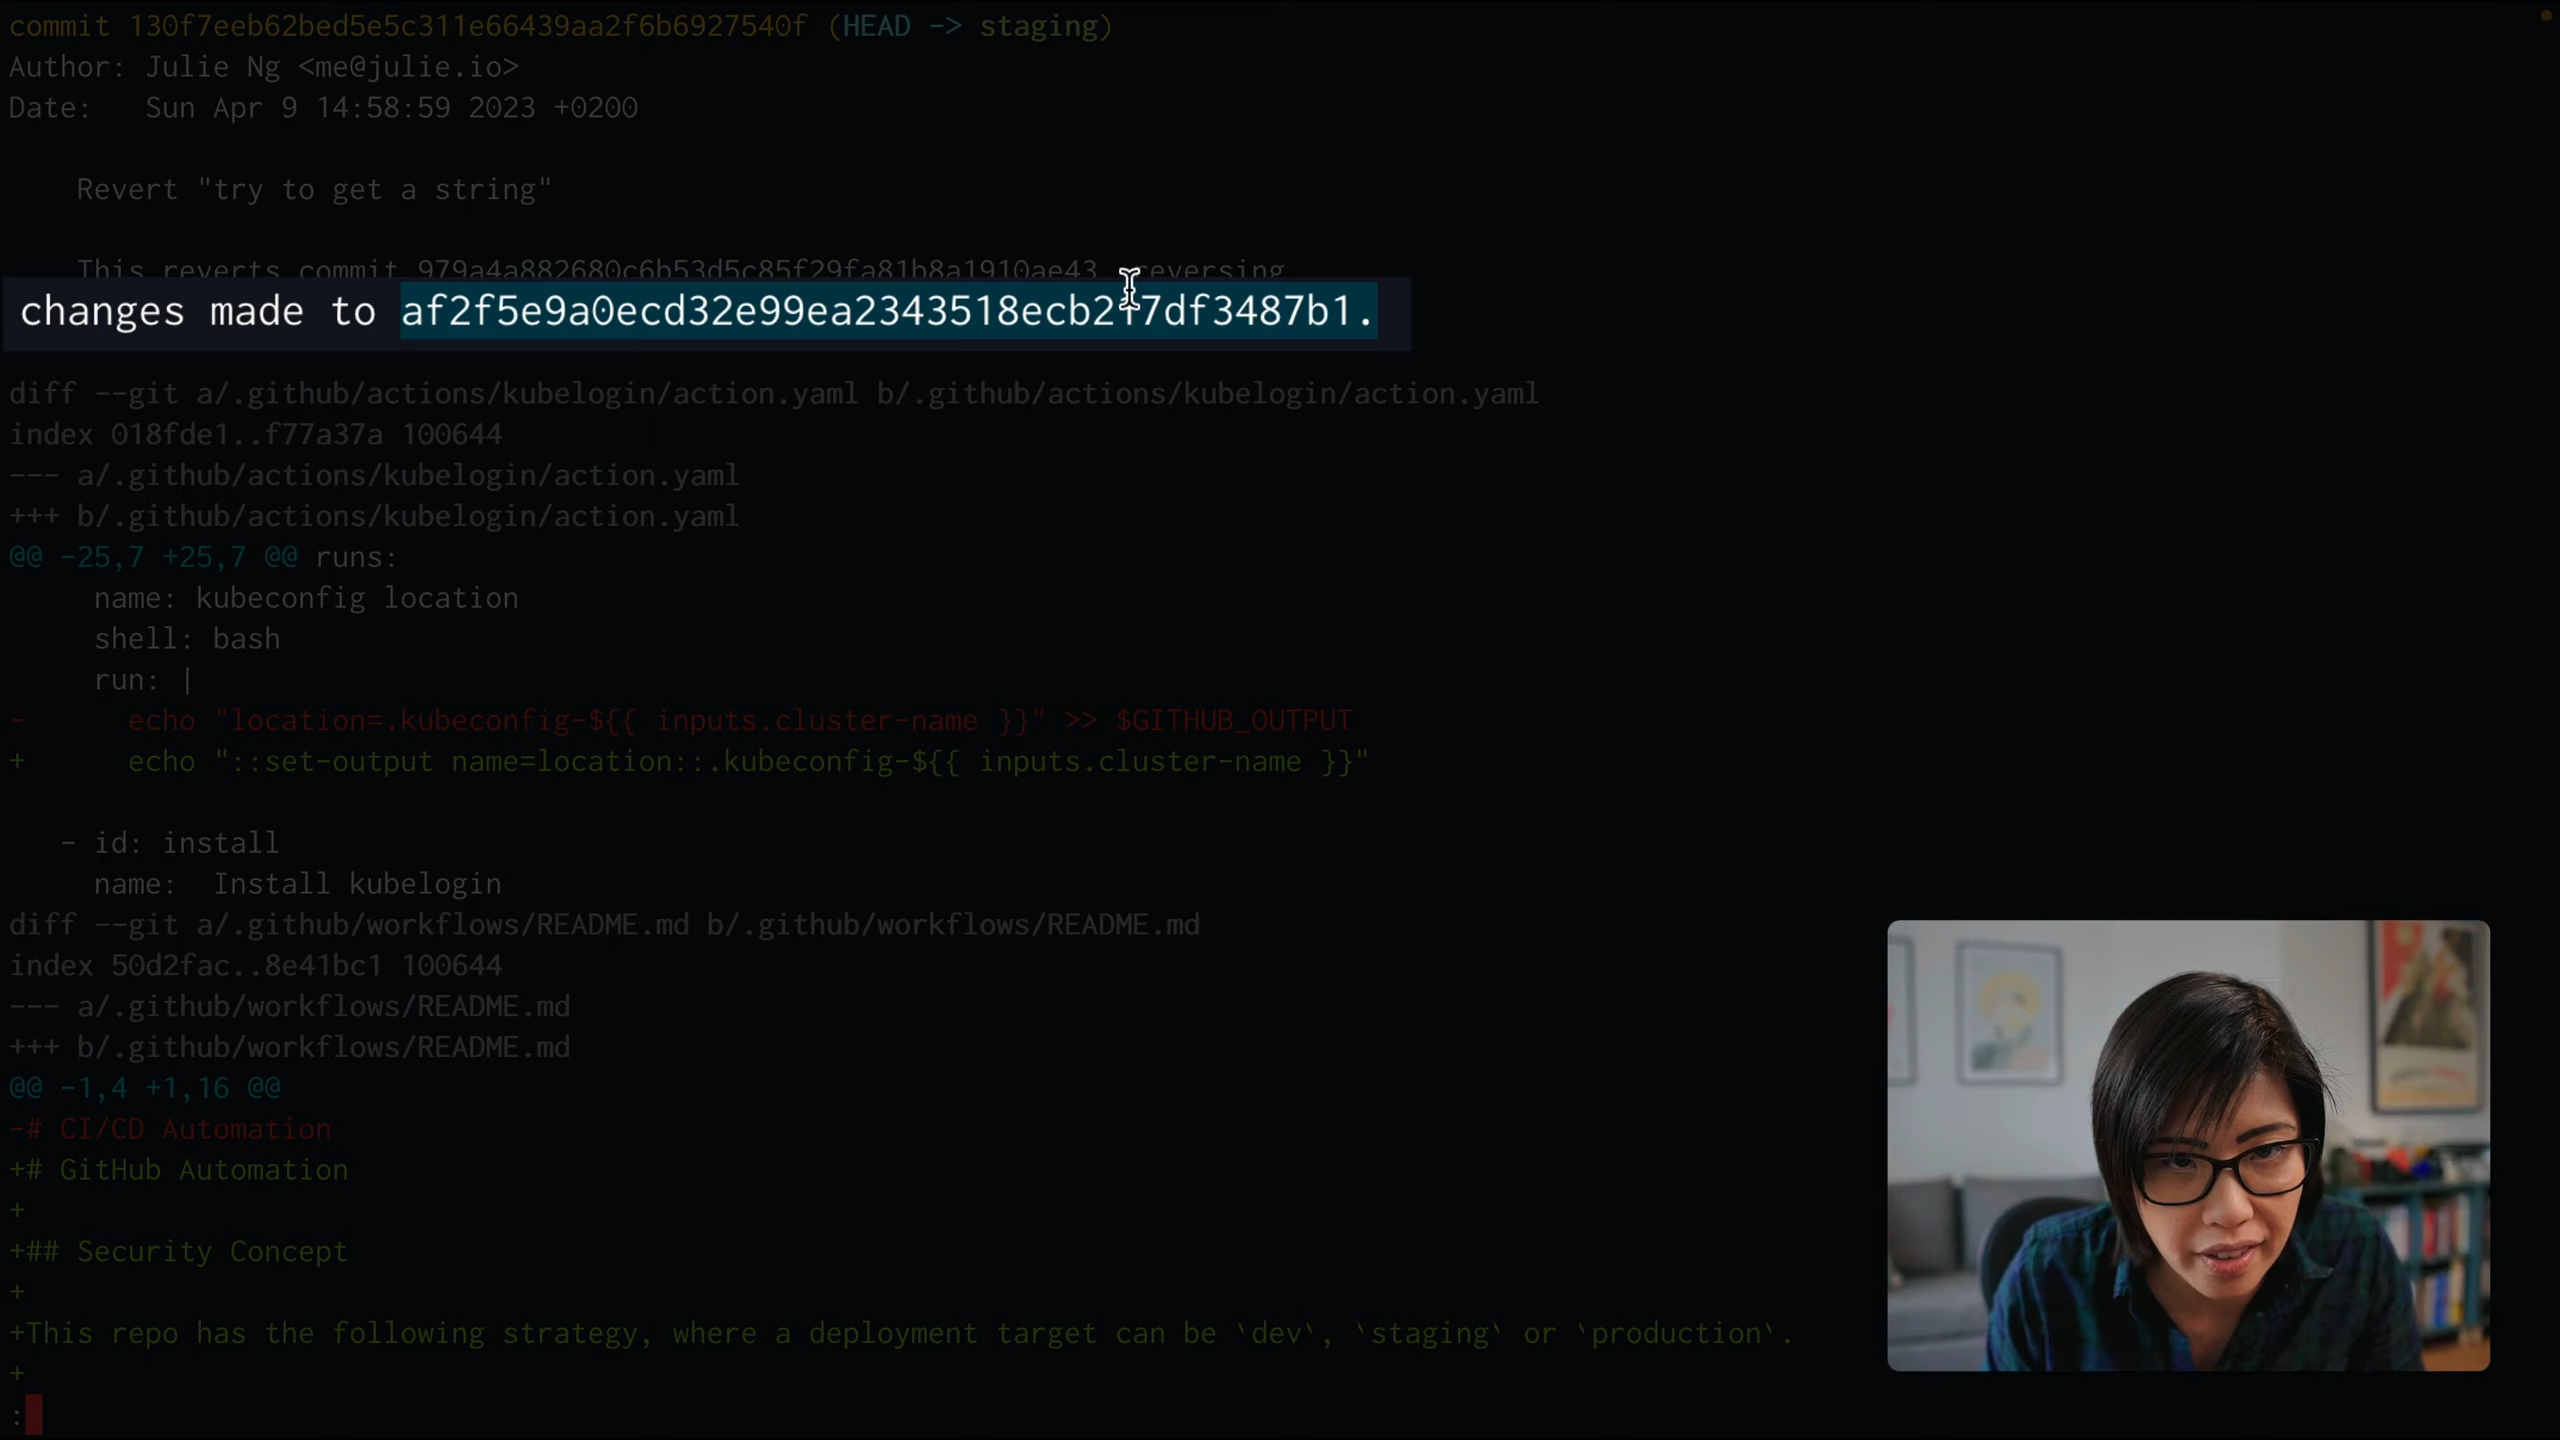 commit 130f7eeb62bed5e5c311e66439aa2f6b6927540f (HEAD -> staging)
Author: Julie Ng <me@julie.io>
Date:   Sun Apr 9 14:58:59 2023 +0200
Revert "try to get a string"
This reverts commit 979a4a882680c6b53d5c85f29fa81b8a1910ae43, reversing
changes made to af2f5e9a0ecd32e99ea2343518ecb2f7df3487b1.
diff --git a/.github/actions/kubelogin/action.yaml b/.github/actions/kubelogin/action.yaml
index 018fde1..f77a37a 100644
--- a/.github/actions/kubelogin/action.yaml
+++ b/.github/actions/kubelogin/action.yaml
@@ -25,7 +25,7 @@ runs:
name: kubeconfig location
shell: bash
run: |
-      echo "location=.kubeconfig-${{ inputs.cluster-name }}" >> $GITHUB_OUTPUT
+      echo "::set-output name=location::.kubeconfig-${{ inputs.cluster-name }}"
- id: install
name:  Install kubelogin
diff --git a/.github/workflows/README.md b/.github/workflows/README.md
index 50d2fac..8e41bc1 100644
--- a/.github/workflows/README.md
+++ b/.github/workflows/README.md
@@ -1,4 +1,16 @@
-# CI/CD Automation
+# GitHub Automation
+
+## Security Concept
+
+This repo has the following strategy, where a deployment target can be `dev`, `staging` or `production`.
+
: